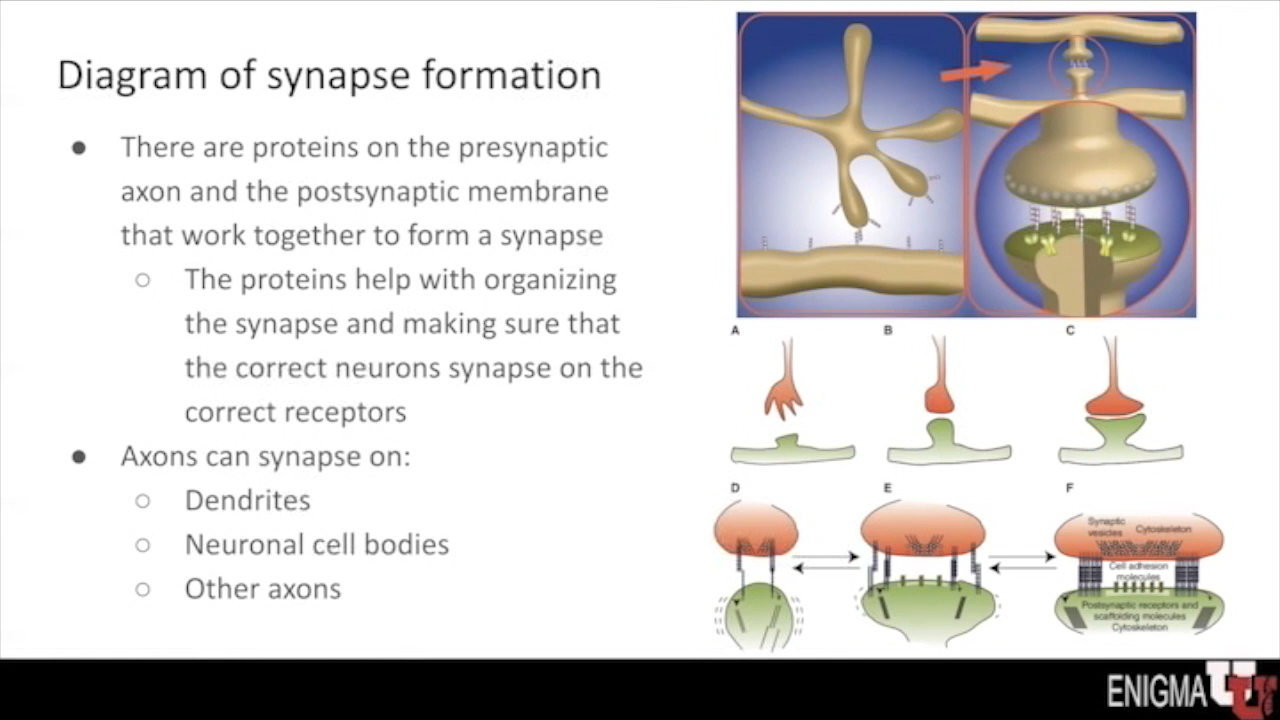 Diagram of synapse formation
● There are proteins on the presynaptic
axon and the postsynaptic membrane
that work together to form a synapse
○ The proteins help with organizing
the synapse and making sure that
the correct neurons synapse on the
correct receptors
● Axons can synapse on:
○ Dendrites
○ Neuronal cell bodies
○ Other axons
A B C
D E F
Synaptic
vesicles
Cytoskeleton
Cell adhesion
molecules
Postsynaptic receptors and
scaffolding molecules
Cytoskeleton
ENIGMA U